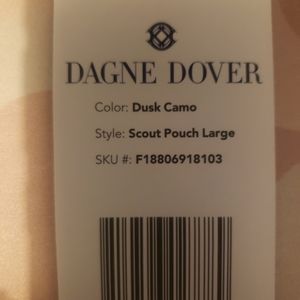 DAGNE DOVER
Color: Dusk Camo
Style: Scout Pouch Large
SKU #: F18806918103